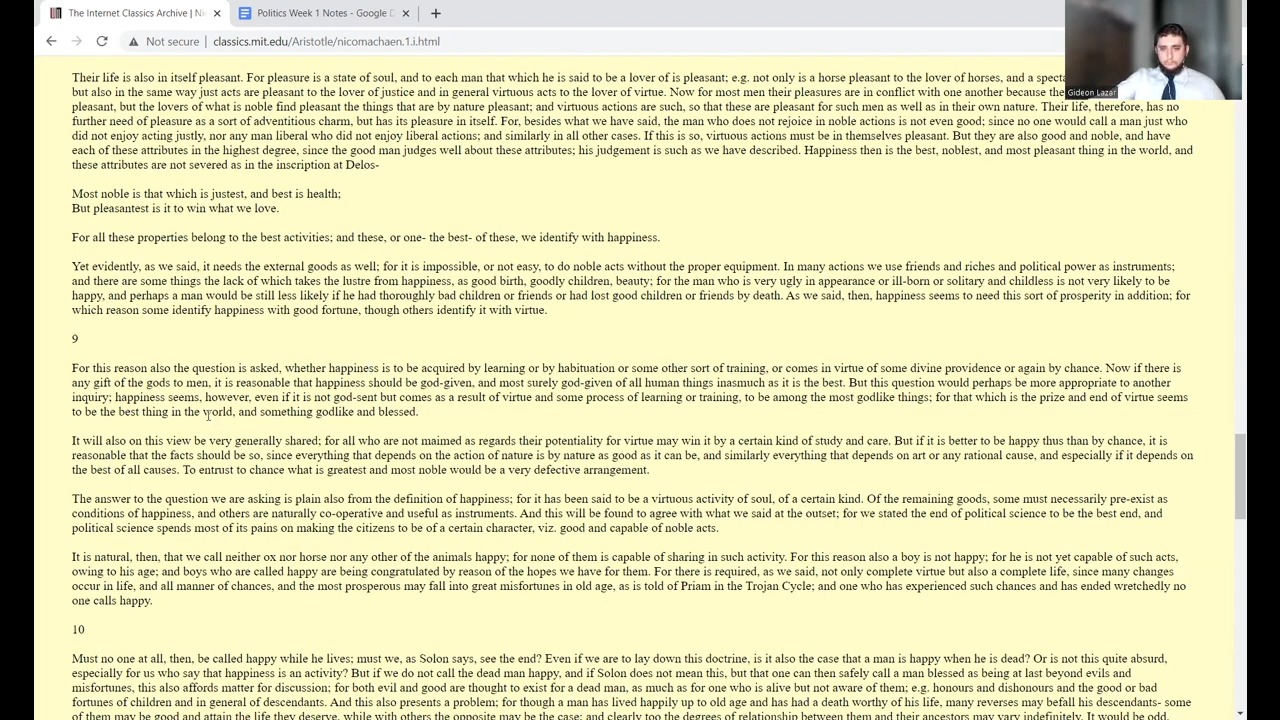 The Internet Classics Archive | Ni
Politics Week 1 Notes - Google D
Not secure
classics.mit.edu/Aristotle/nicomachaen.1.i.html
Gideon Lazar
Their life is also in itself pleasant. For pleasure is a state of soul, and to each man that which he is said to be a lover of is pleasant; e.g. not only is a horse pleasant to the lover of horses, and a
but also in the same way just acts are pleasant to the lover of justice and in general virtuous acts to the lover of virtue. Now for most men their pleasures are in conflict with one another because
pleasant, but the lovers of what is noble find pleasant the things that are by nature pleasant; and virtuous actions are such, so that these are pleasant for such men as well as in their own nature. Their life, therefore, has no
further need of pleasure as a sort of adventitious charm, but has its pleasure in itself. For, besides what we have said, the man who does not rejoice in noble actions is not even good; since no one would call a man just who
did not enjoy acting justly, nor any man liberal who did not enjoy liberal actions; and similarly in all other cases. If this is so, virtuous actions must be in themselves pleasant. But they are also good and noble, and have
each of these attributes in the highest degree, since the good man judges well about these attributes; his judgement is such as we have described. Happiness then is the best, noblest, and most pleasant thing in the world, and
these attributes are not severed as in the inscription at Delos-
Most noble is that which is justest, and best is health;
But pleasantest is it to win what we love.
For all these properties belong to the best activities; and these, or one- the best- of these, we identify with happiness.
Yet evidently, as we said, it needs the external goods as well; for it is impossible, or not easy, to do noble acts without the proper equipment. In many actions we use friends and riches and political power as instruments;
and there are some things the lack of which takes the lustre from happiness, as good birth, goodly children, beauty; for the man who is very ugly in appearance or ill-born or solitary and childless is not very likely to be
happy, and perhaps a man would be still less likely if he had thoroughly bad children or friends or had lost good children or friends by death. As we said, then, happiness seems to need this sort of prosperity in addition; for
which reason some identify happiness with good fortune, though others identify it with virtue.
9
For this reason also the question is asked, whether happiness is to be acquired by learning or by habituation or some other sort of training, or comes in virtue of some divine providence or again by chance. Now if there is
any gift of the gods to men, it is reasonable that happiness should be god-given, and most surely god-given of all human things inasmuch as it is the best. But this question would perhaps be more appropriate to another
inquiry; happiness seems, however, even if it is not god-sent but comes as a result of virtue and some process of learning or training, to be among the most godlike things; for that which is the prize and end of virtue seems
to be the best thing in the world, and something godlike and blessed.
It will also on this view be very generally shared; for all who are not maimed as regards their potentiality for virtue may win it by a certain kind of study and care. But if it is better to be happy thus than by chance, it is
reasonable that the facts should be so, since everything that depends on the action of nature is by nature as good as it can be, and similarly everything that depends on art or any rational cause, and especially if it depends on
the best of all causes. To entrust to chance what is greatest and most noble would be a very defective arrangement.
The answer to the question we are asking is plain also from the definition of happiness; for it has been said to be a virtuous activity of soul, of a certain kind. Of the remaining goods, some must necessarily pre-exist as
conditions of happiness, and others are naturally co-operative and useful as instruments. And this will be found to agree with what we said at the outset; for we stated the end of political science to be the best end, and
political science spends most of its pains on making the citizens to be of a certain character, viz. good and capable of noble acts.
It is natural, then, that we call neither ox nor horse nor any other of the animals happy; for none of them is capable of sharing in such activity. For this reason also a boy is not happy; for he is not yet capable of such acts,
owing to his age; and boys who are called happy are being congratulated by reason of the hopes we have for them. For there is required, as we said, not only complete virtue but also a complete life, since many changes
occur in life, and all manner of chances, and the most prosperous may fall into great misfortunes in old age, as is told of Priam in the Trojan Cycle; and one who has experienced such chances and has ended wretchedly no
one calls happy.
10
Must no one at all, then, be called happy while he lives; must we, as Solon says, see the end? Even if we are to lay down this doctrine, is it also the case that a man is happy when he is dead? Or is not this quite absurd,
especially for us who say that happiness is an activity? But if we do not call the dead man happy, and if Solon does not mean this, but that one can then safely call a man blessed as being at last beyond evils and
misfortunes, this also affords matter for discussion; for both evil and good are thought to exist for a dead man, as much as for one who is alive but not aware of them; e.g. honours and dishonours and the good or bad
fortunes of children and in general of descendants. And this also presents a problem; for though a man has lived happily up to old age and has had a death worthy of his life, many reverses may befall his descendants- some
of them may be good and attain the life they deserve, while with others the opposite may be the case; and clearly too the degrees of relationship between them and their ancestors may vary indefinitely. It would be odd,